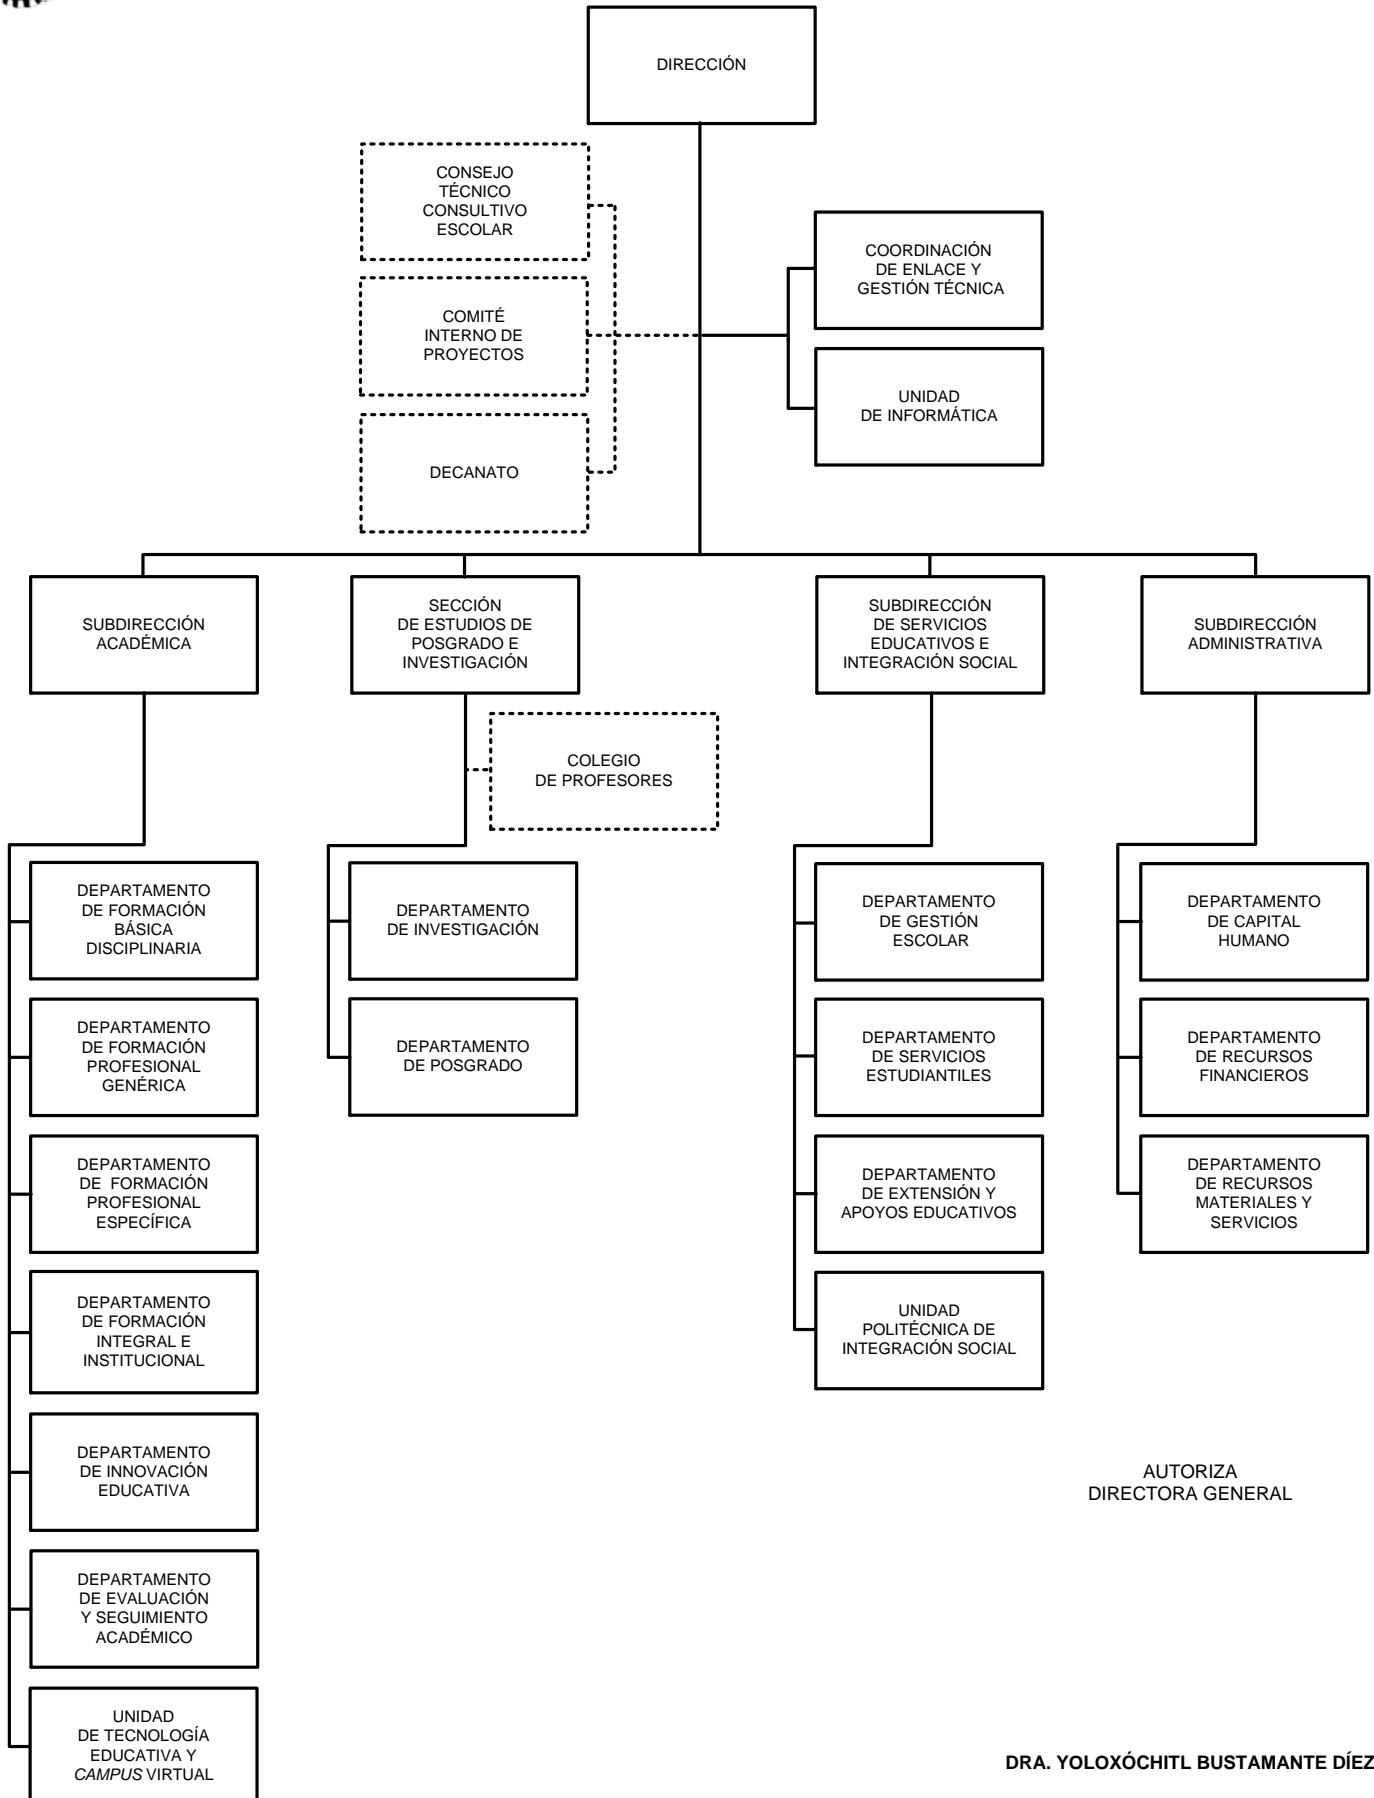 DIRECCIÓN
CONSEJO
TÉCNICO
CONSULTIVO
ESCOLAR
COORDINACIÓN
DE ENLACE Y
GESTIÓN TÉCNICA
COMITÉ
INTERNO DE
PROYECTOS
UNIDAD
DE INFORMÁTICA
DECANATO
SUBDIRECCIÓN
ACADÉMICA
SECCIÓN
DE ESTUDIOS DE
POSGRADO E
INVESTIGACIÓN
SUBDIRECCIÓN
DE SERVICIOS
EDUCATIVOS E
INTEGRACIÓN SOCIAL
SUBDIRECCIÓN
ADMINISTRATIVA
COLEGIO
DE PROFESORES
DEPARTAMENTO
DE FORMACIÓN
BÁSICA
DISCIPLINARIA
DEPARTAMENTO
DE INVESTIGACIÓN
DEPARTAMENTO
DE GESTIÓN
ESCOLAR
DEPARTAMENTO
DE CAPITAL
HUMANO
DEPARTAMENTO
DE FORMACIÓN
PROFESIONAL
GENÉRICA
DEPARTAMENTO
DE POSGRADO
DEPARTAMENTO
DE SERVICIOS
ESTUDIANTILES
DEPARTAMENTO
DE RECURSOS
FINANCIEROS
DEPARTAMENTO
DE FORMACIÓN
PROFESIONAL
ESPECÍFICA
DEPARTAMENTO
DE EXTENSIÓN Y
APOYOS EDUCATIVOS
DEPARTAMENTO
DE RECURSOS
MATERIALES Y
SERVICIOS
DEPARTAMENTO
DE FORMACIÓN
INTEGRAL E
INSTITUCIONAL
UNIDAD
POLITÉCNICA DE
INTEGRACIÓN SOCIAL
DEPARTAMENTO
DE INNOVACIÓN
EDUCATIVA
AUTORIZA
DIRECTORA GENERAL
DEPARTAMENTO
DE EVALUACIÓN
Y SEGUIMIENTO
ACADÉMICO
UNIDAD
DE TECNOLOGÍA
EDUCATIVA Y
CAMPUS VIRTUAL
DRA. YOLOXÓCHITL BUSTAMANTE DÍEZ